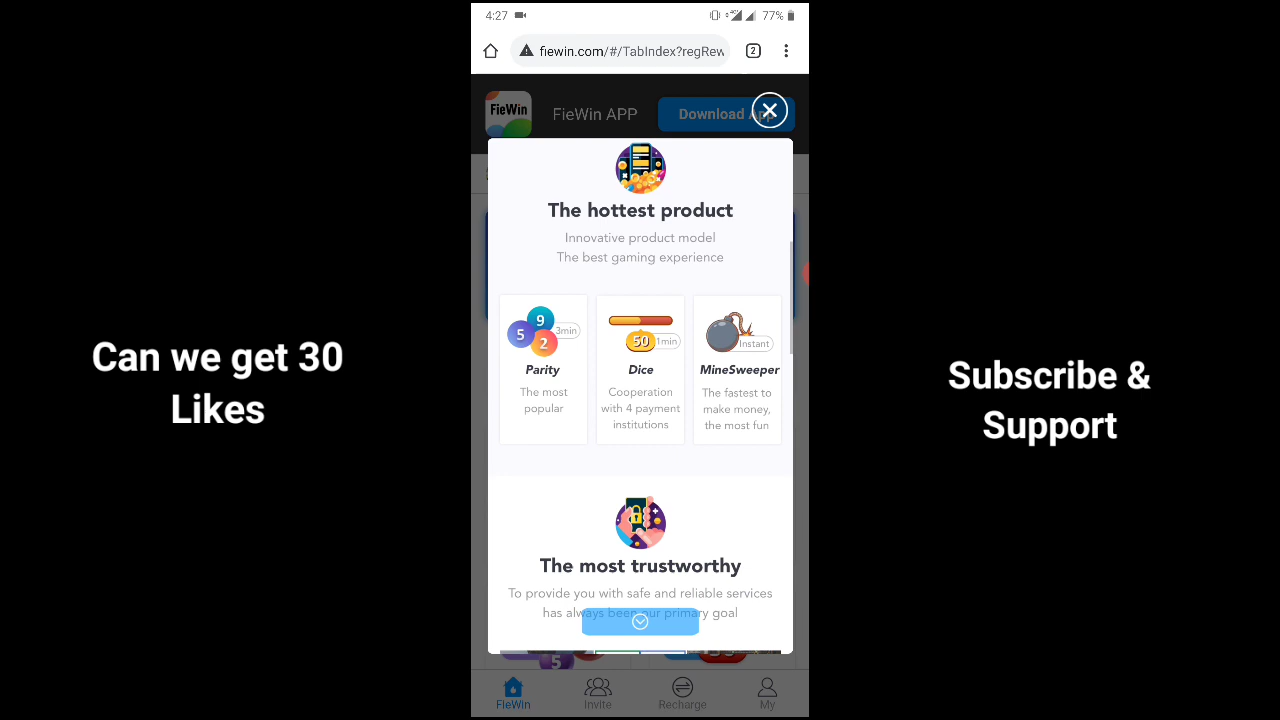 4:27
4G
77%
fiewin.com/#/TabIndex?regRew
2
FieWin
FieWin APP
Download App
The hottest product
Innovative product model
The best gaming experience
5 9 2
3min
50
1min
Instant
Parity
Dice
MineSweeper
The most
popular
Cooperation
with 4 payment
institutions
The fastest to
make money,
the most fun
The most trustworthy
To provide you with safe and reliable services
has always been our primary goal
5
FieWin
Invite
Recharge
My
Can we get 30
Likes
Subscribe &
Support